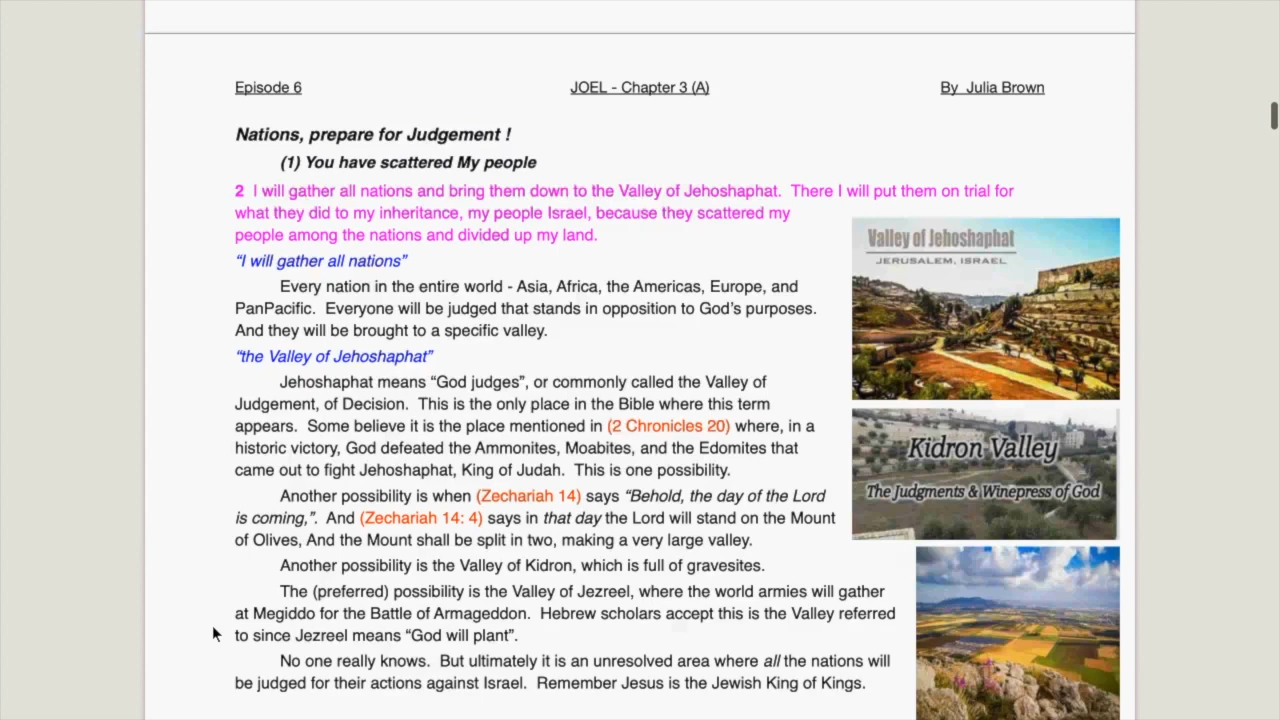 Episode 6 JOEL - Chapter 3 (A) By Julia Brown
Nations, prepare for Judgement !
(1) You have scattered My people
2 I will gather all nations and bring them down to the Valley of Jehoshaphat. There I will put them on trial for
what they did to my inheritance, my people Israel, because they scattered my
people among the nations and divided up my land.
“I will gather all nations”
Every nation in the entire world - Asia, Africa, the Americas, Europe, and
PanPacific. Everyone will be judged that stands in opposition to God’s purposes.
And they will be brought to a specific valley.
“the Valley of Jehoshaphat”
Jehoshaphat means “God judges”, or commonly called the Valley of
Judgement, of Decision. This is the only place in the Bible where this term
appears. Some believe it is the place mentioned in (2 Chronicles 20) where, in a
historic victory, God defeated the Ammonites, Moabites, and the Edomites that
came out to fight Jehoshaphat, King of Judah. This is one possibility.
Another possibility is when (Zechariah 14) says “Behold, the day of the Lord
is coming,”. And (Zechariah 14: 4) says in that day the Lord will stand on the Mount
of Olives, And the Mount shall be split in two, making a very large valley.
Another possibility is the Valley of Kidron, which is full of gravesites.
The (preferred) possibility is the Valley of Jezreel, where the world armies will gather
at Megiddo for the Battle of Armageddon. Hebrew scholars accept this is the Valley referred
to since Jezreel means “God will plant”.
No one really knows. But ultimately it is an unresolved area where all the nations will
be judged for their actions against Israel. Remember Jesus is the Jewish King of Kings.
Valley of Jehoshaphat
JERUSALEM, ISRAEL
Kidron Valley
The Judgments & Winepress of God